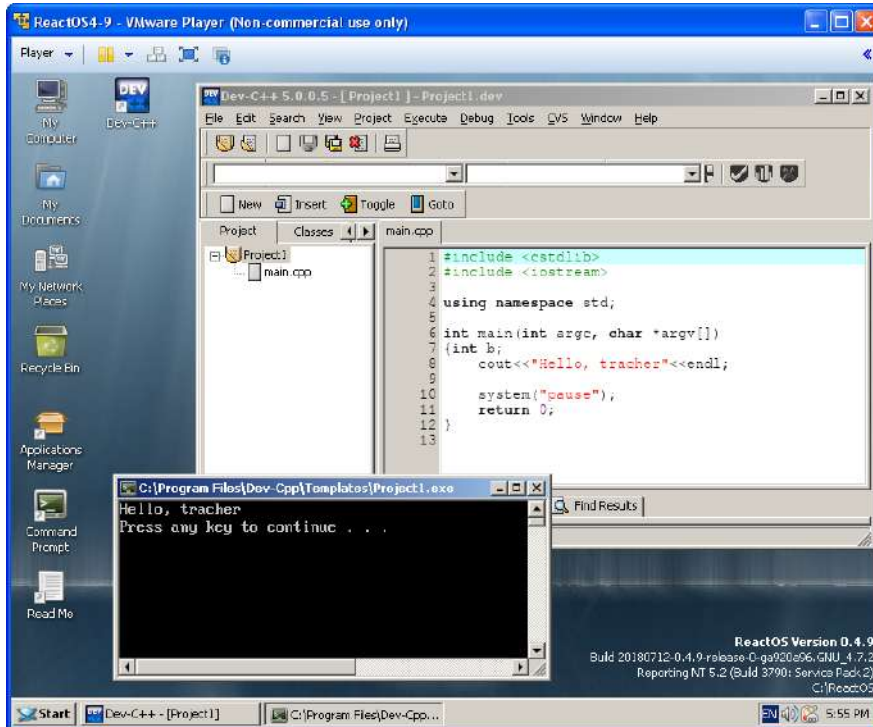 ReactOS4-9 - VMware Player (Non-commercial use only)
Player
My Computer
Dev-C++
My Documents
My Network Places
Recycle Bin
Applications Manager
Command Prompt
Read Me
Dev-C++ 5.0.0.5 - [ Project1 ] - Project1.dev
File Edit Search View Project Execute Debug Tools CVS Window Help
New Insert Toggle Goto
Project Classes main.cpp
Project1
main.cpp
1 #include <cstdlib>
2 #include <iostream>
3
4 using namespace std;
5
6 int main(int argc, char *argv[])
7 {int b;
8 cout<<"Hello, tracher"<<endl;
9
10 system("pause");
11 return 0;
12 }
13
Find Results
C:\Program Files\Dev-Cpp\Templates\Project1.exe
Hello, tracher
Press any key to continue . . .
ReactOS Version 0.4.9
Build 20180712-0.4.9-release-0-ga920a96.GNU_4.7.2
Reporting NT 5.2 (Build 3790: Service Pack 2)
C:\ReactOS
Start Dev-C++ - [Project1] C:\Program Files\Dev-Cpp... EN 5:55 PM